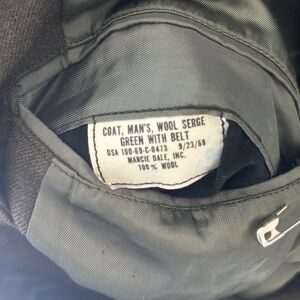 COAT, MAN'S, WOOL SERGE
GREEN WITH BELT
DSA 100-69-C-0473 9/23/68
MARCIE DALE, INC.
100% WOOL